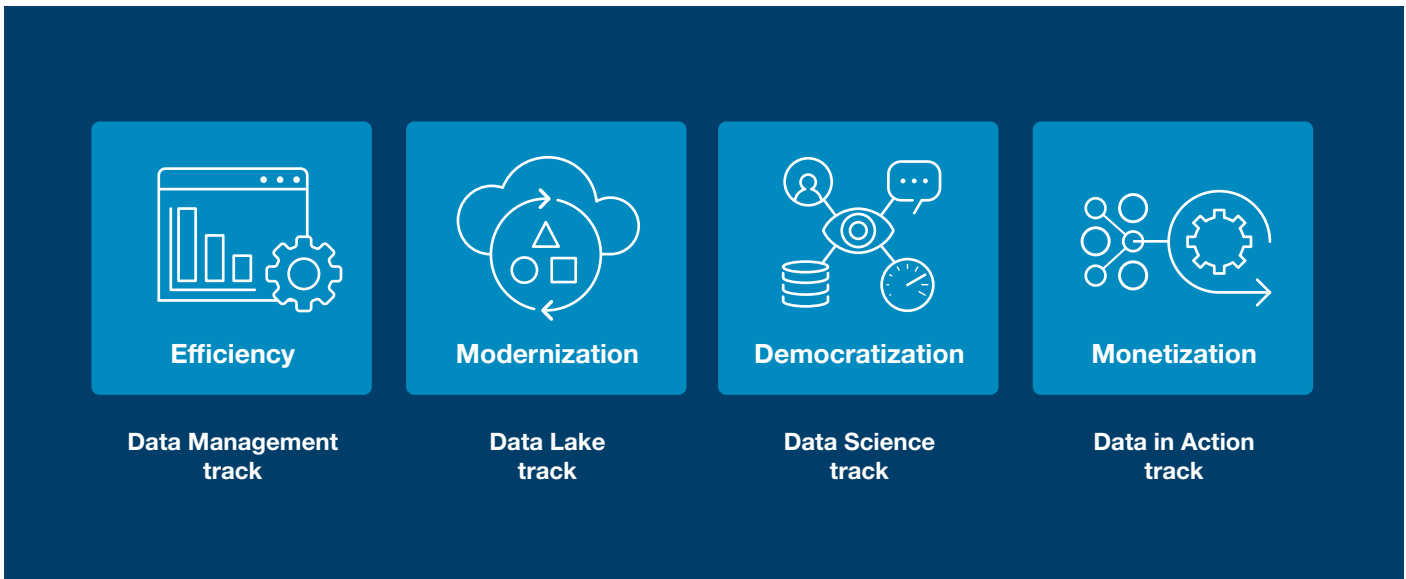 Efficiency
Data Management
track
Modernization
Data Lake
track
Democratization
Data Science
track
Monetization
Data in Action
track